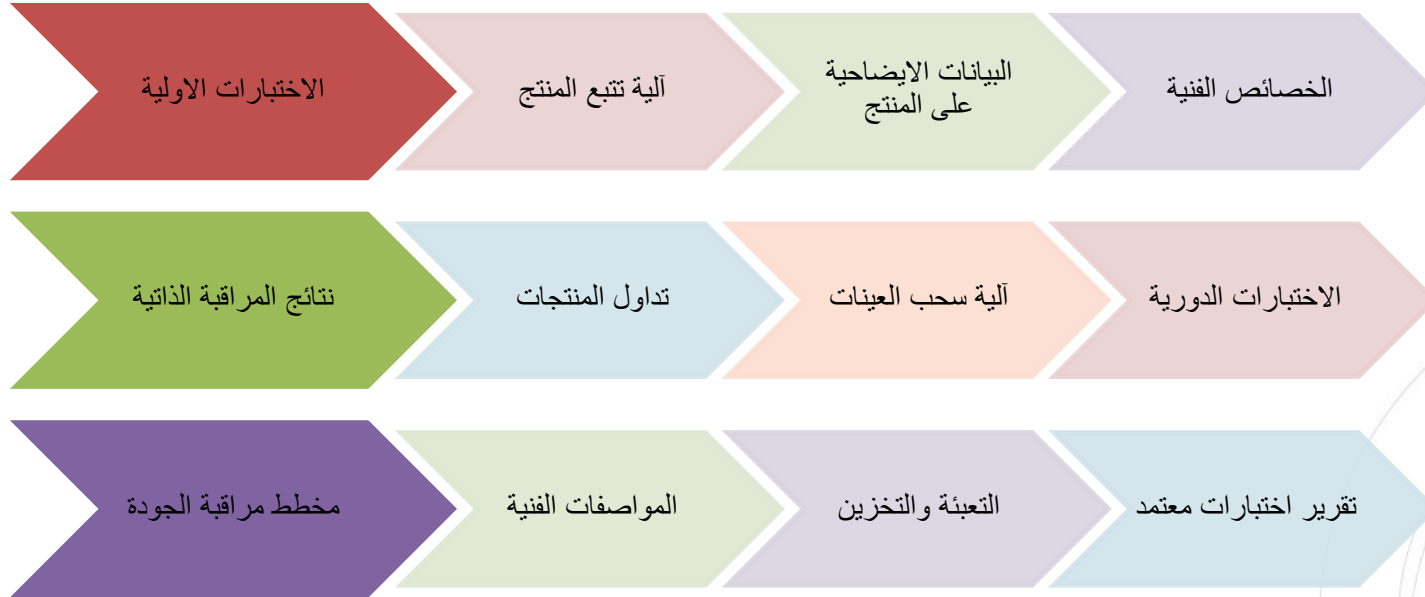 الاختبارات الاولية
آلية تتبع المنتج
البيانات الايضاحية
على المنتج
الخصائص الفنية
نتائج المراقبة الذاتية
تداول المنتجات
آلية سحب العينات
الاختبارات الدورية
مخطط مراقبة الجودة
المواصفات الفنية
التعبئة والتخزين
تقرير اختبارات معتمد